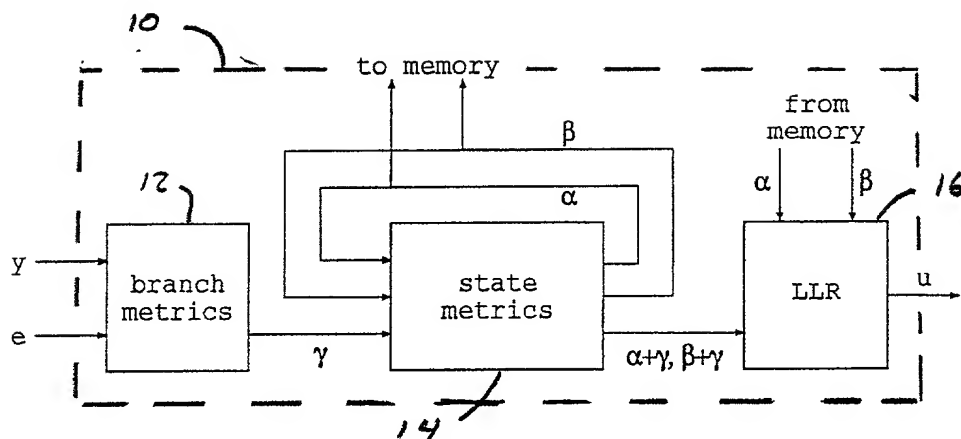 10
to memory
from
memory
β
α
α
β
12
16
y
branch
metrics
state
metrics
LLR
u
e
γ
α+γ, β+γ
14